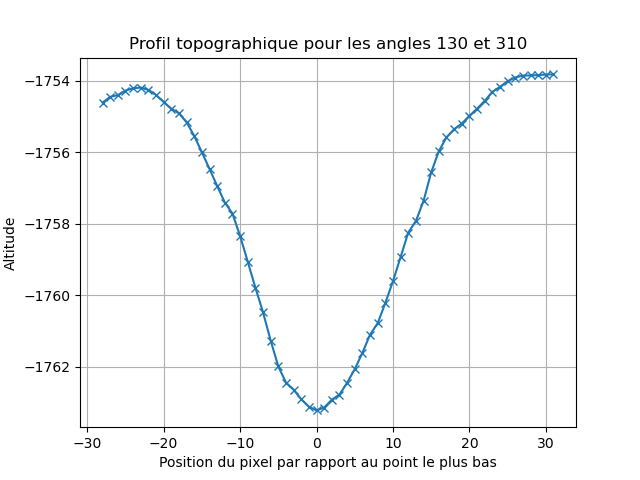 Profil topographique pour les angles 130 et 310
−1754
−1756
−1758
−1760
−1762
Altitude
−30 −20 −10 0 10 20 30
Position du pixel par rapport au point le plus bas